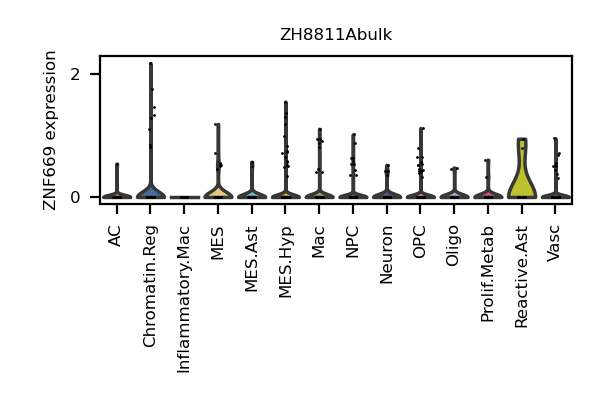 ZH8811Abulk
ZNF669 expression
2
0
AC
Chromatin.Reg
Inflammatory.Mac
MES
MES.Ast
MES.Hyp
Mac
NPC
Neuron
OPC
Oligo
Prolif.Metab
Reactive.Ast
Vasc